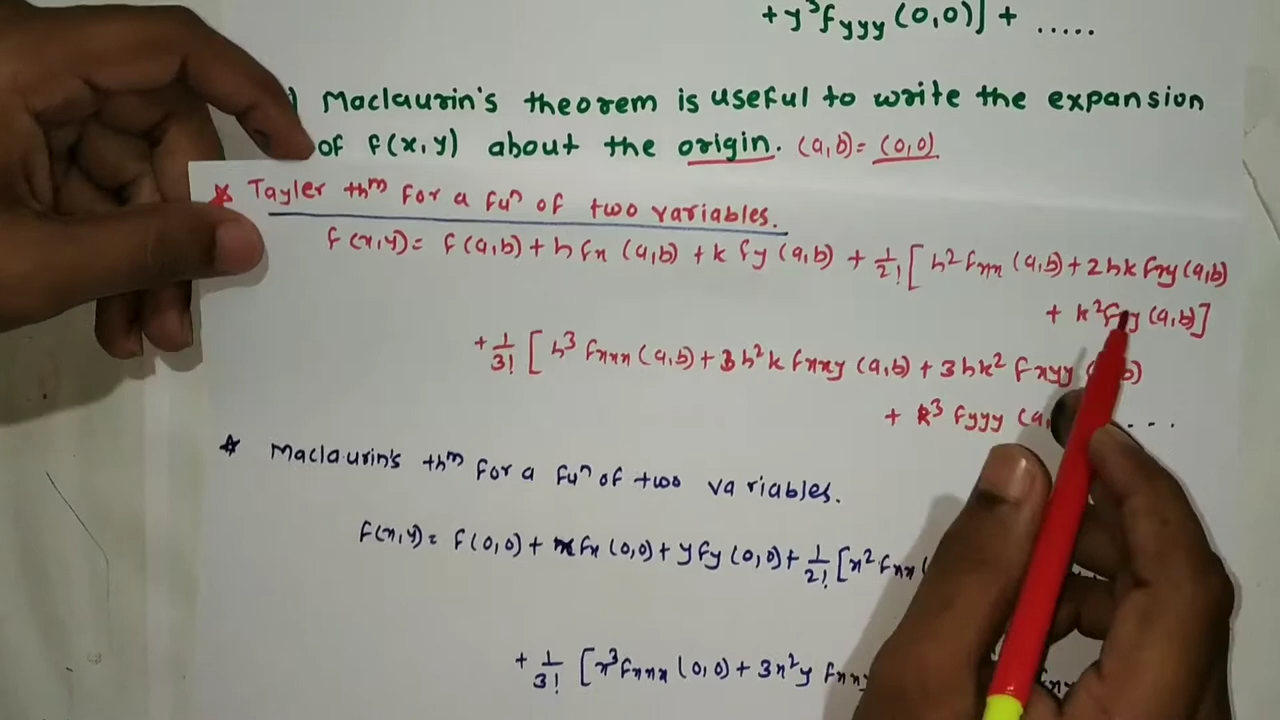 + y³fyyy (0,0)] + .....
Maclaurin's theorem is useful to write the expansion
of f(x,y) about the origin. (a,b)= (0,0)
Tayler thm for a fuⁿ of two variables.
f(x,y)= f(a,b)+ h fx (a,b) + k fy (a,b) + 1/2! [ h² fxx (a,b) + 2hk fxy (a,b)
+ k² fyy (a,b)]
+ 1/3! [ h³ fxxx (a,b) + 3h²k fxxy (a,b) + 3hk² fxyy b)
+ k³ fyyy (a, ...
* Maclaurin's thm for a fuⁿ of two variables.
f(x,y)= f(0,0) + xfx (0,0) + yfy (0,0) + 1/2! [x² fxx (
+ 1/3! [x³ fxxx (0,0) + 3x²y fxxy